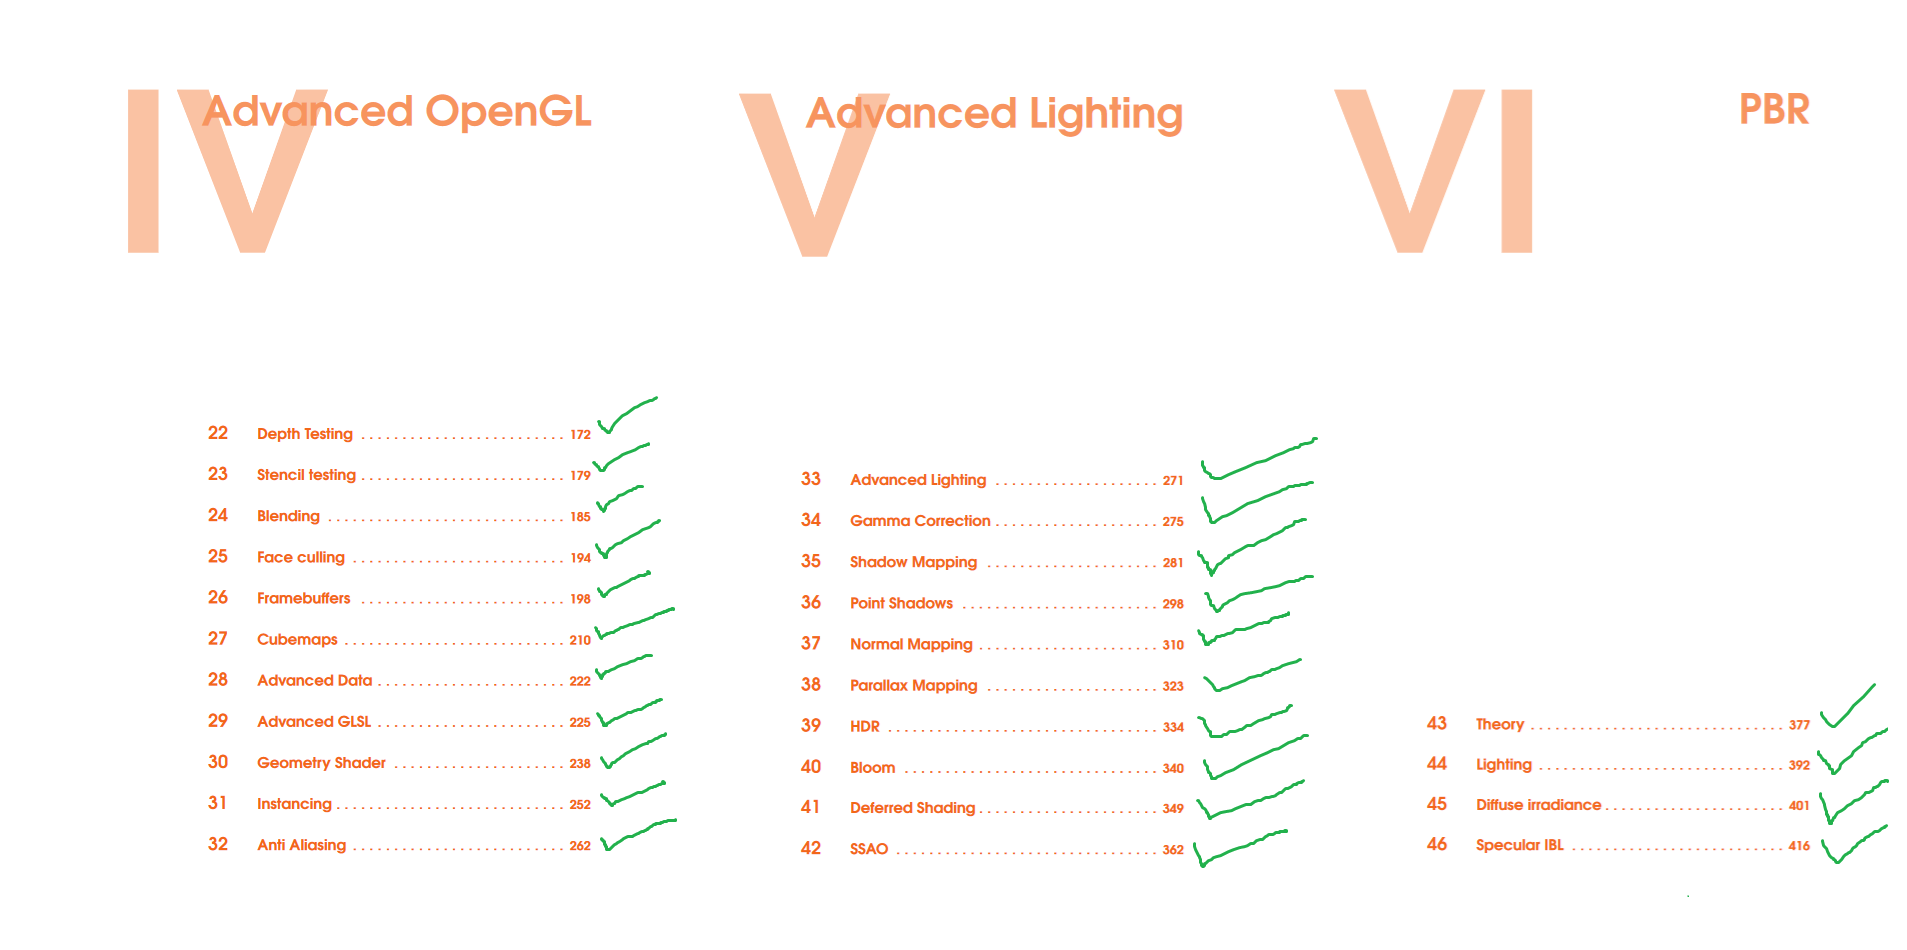 IV
Advanced OpenGL
22 Depth Testing . . . . . . . . . . . . . . . . . . . . . . . . . 172
23 Stencil testing . . . . . . . . . . . . . . . . . . . . . . . . . 179
24 Blending . . . . . . . . . . . . . . . . . . . . . . . . . . . . . 185
25 Face culling . . . . . . . . . . . . . . . . . . . . . . . . . . 194
26 Framebuffers . . . . . . . . . . . . . . . . . . . . . . . . . 198
27 Cubemaps . . . . . . . . . . . . . . . . . . . . . . . . . . . 210
28 Advanced Data . . . . . . . . . . . . . . . . . . . . . . . 222
29 Advanced GLSL . . . . . . . . . . . . . . . . . . . . . . . 225
30 Geometry Shader . . . . . . . . . . . . . . . . . . . . . 238
31 Instancing . . . . . . . . . . . . . . . . . . . . . . . . . . . . 252
32 Anti Aliasing . . . . . . . . . . . . . . . . . . . . . . . . . . 262
V
Advanced Lighting
33 Advanced Lighting . . . . . . . . . . . . . . . . . . . . 271
34 Gamma Correction . . . . . . . . . . . . . . . . . . . . 275
35 Shadow Mapping . . . . . . . . . . . . . . . . . . . . . 281
36 Point Shadows . . . . . . . . . . . . . . . . . . . . . . . . 298
37 Normal Mapping . . . . . . . . . . . . . . . . . . . . . . 310
38 Parallax Mapping . . . . . . . . . . . . . . . . . . . . . 323
39 HDR . . . . . . . . . . . . . . . . . . . . . . . . . . . . . . . . . 334
40 Bloom . . . . . . . . . . . . . . . . . . . . . . . . . . . . . . . 340
41 Deferred Shading . . . . . . . . . . . . . . . . . . . . . . 349
42 SSAO . . . . . . . . . . . . . . . . . . . . . . . . . . . . . . . . 362
VI
PBR
43 Theory . . . . . . . . . . . . . . . . . . . . . . . . . . . . . . . 377
44 Lighting . . . . . . . . . . . . . . . . . . . . . . . . . . . . . . 392
45 Diffuse irradiance . . . . . . . . . . . . . . . . . . . . . . 401
46 Specular IBL . . . . . . . . . . . . . . . . . . . . . . . . . . 416